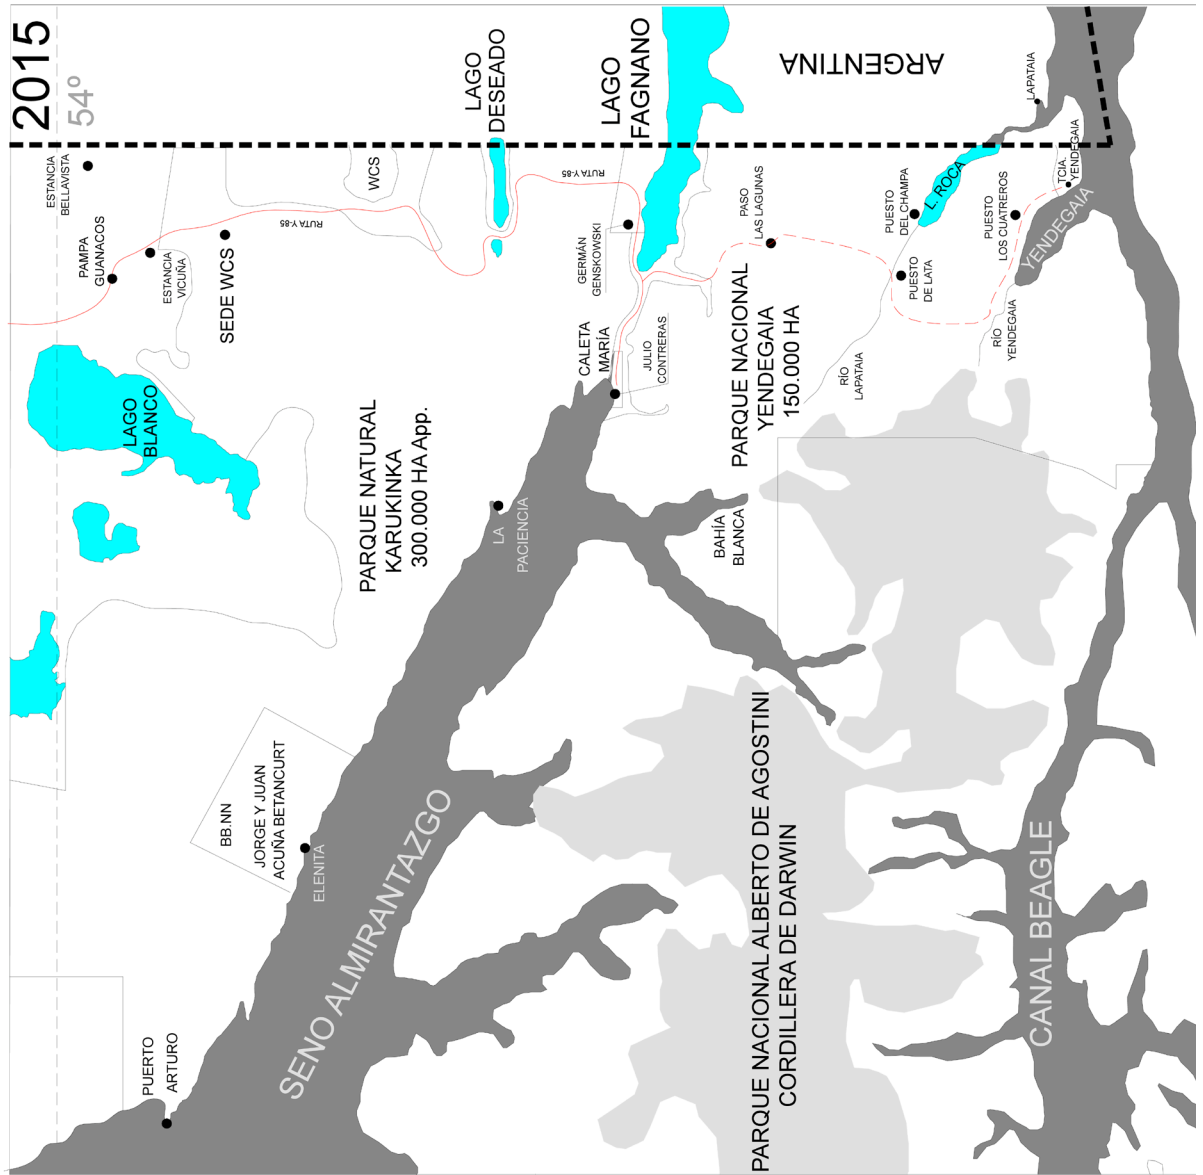 2015
54º
ESTANCIA
BELLAVISTA
PAMPA
GUANACOS
ESTANCIA
VICUÑA
SEDE WCS
RUTA Y-85
WCS
LAGO
DESEADO
LAGO
FAGNANO
RUTA Y-85
ARGENTINA
LAGO
BLANCO
PARQUE NATURAL
KARUKINKA
300.000 HA App.
GERMÁN
GENSKOWSKI
CALETA
MARÍA
JULIO
CONTRERAS
PASO
LAS LAGUNAS
PARQUE NACIONAL
YENDEGAIA
150.000 HA
PUESTO
DEL CHAMPA
L. ROCA
LAPATAIA
PUESTO
DE LATA
PUESTO
LOS CUATREROS
TCIA.
YENDEGAIA
YENDEGAIA
RÍO
YENDEGAIA
RÍO
LAPATAIA
LA
PACIENCIA
BAHÍA
BLANCA
BB.NN
JORGE Y JUAN
ACUÑA BETANCURT
ELENITA
SENO ALMIRANTAZGO
PUERTO
ARTURO
PARQUE NACIONAL ALBERTO DE AGOSTINI
CORDILLERA DE DARWIN
CANAL BEAGLE